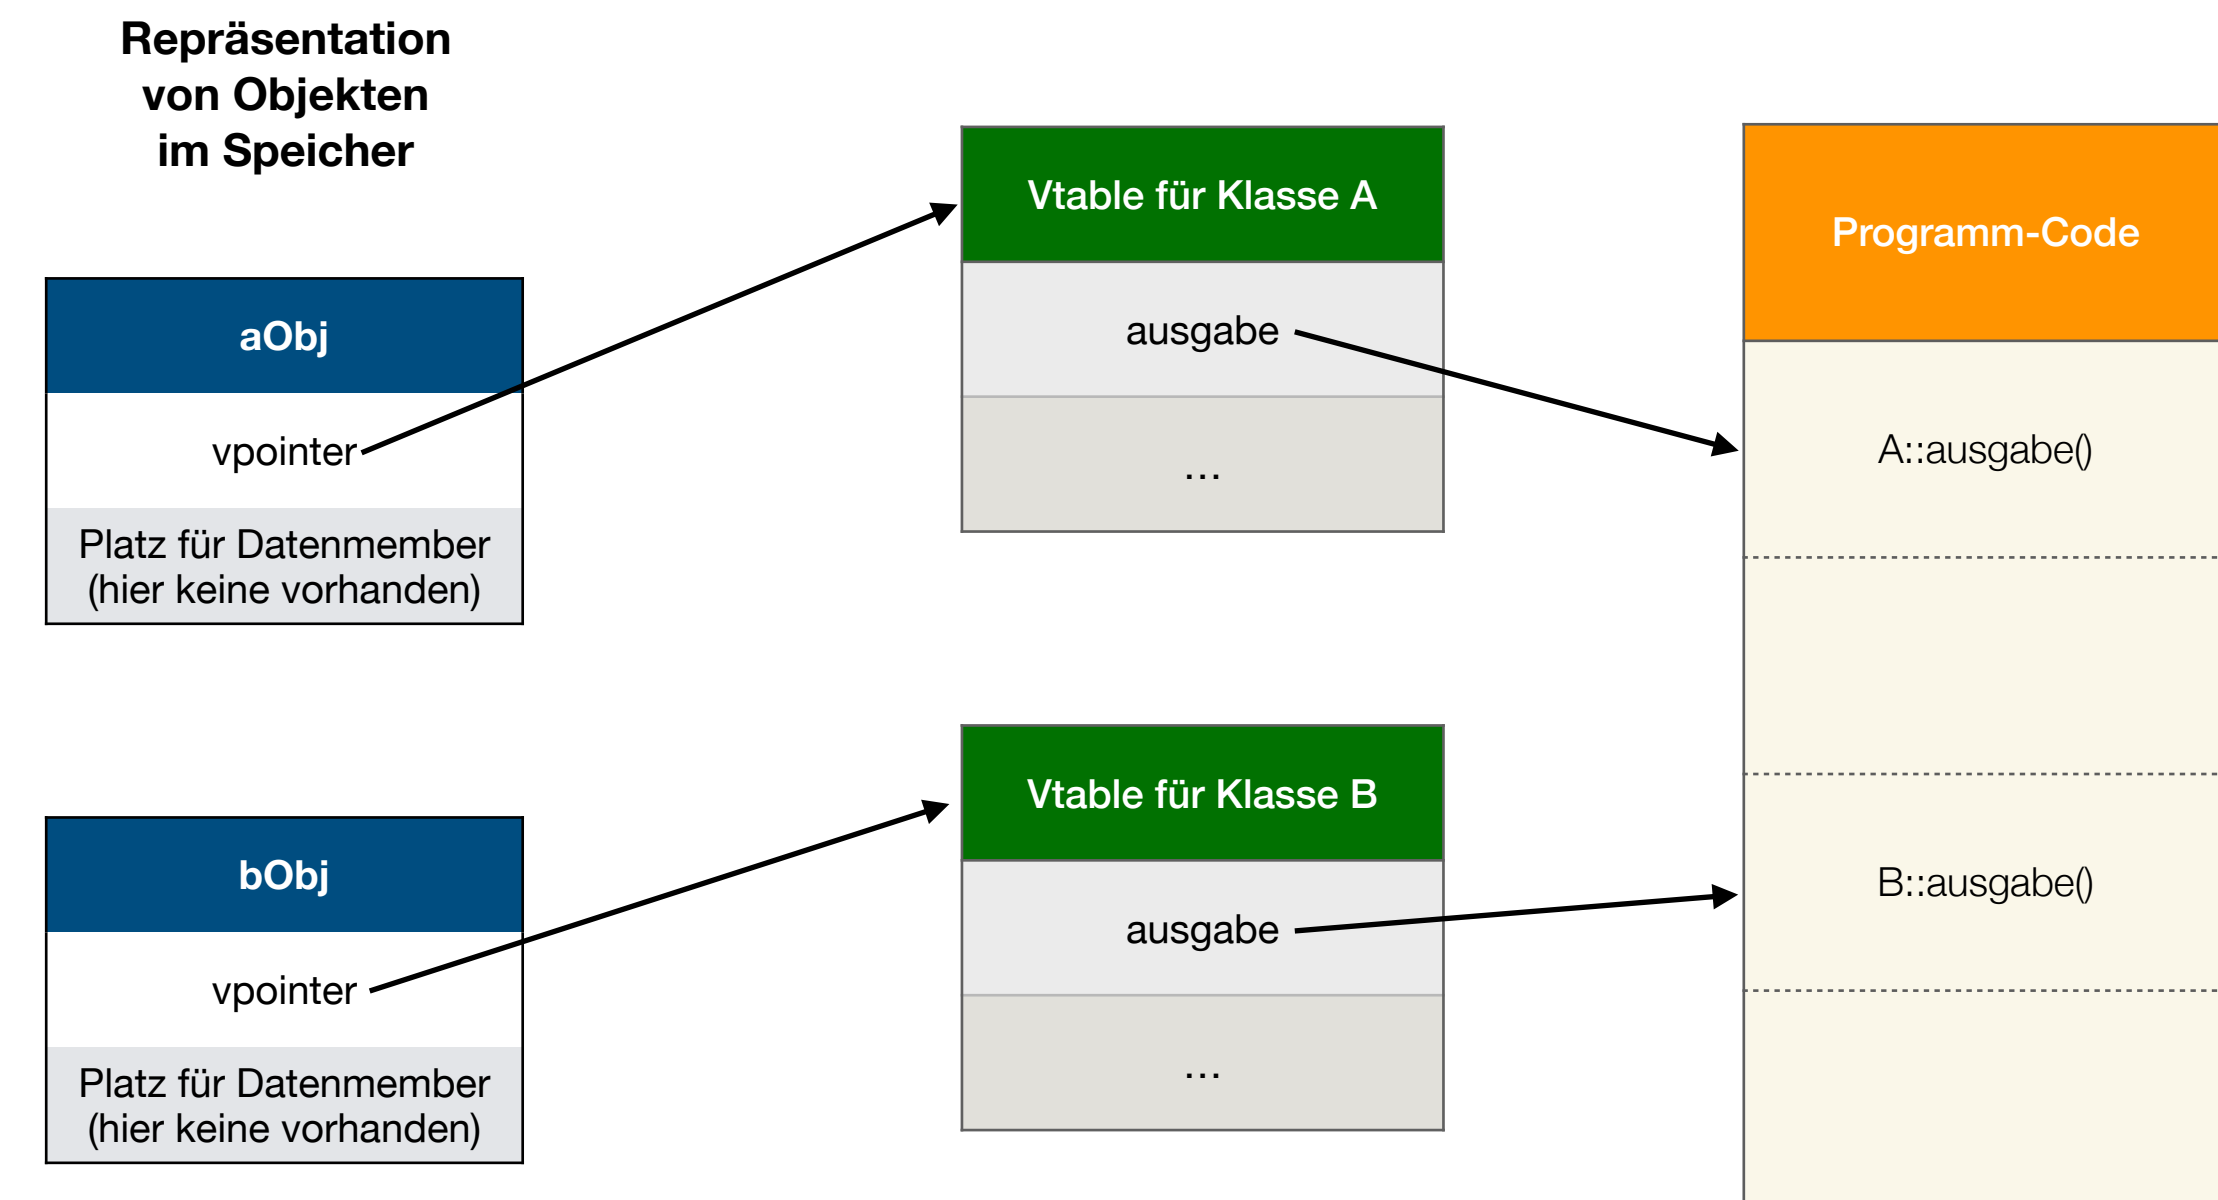 Repräsentation
von Objekten
im Speicher
aObj
vpointer
Platz für Datenmember
(hier keine vorhanden)
bObj
vpointer
Platz für Datenmember
(hier keine vorhanden)
Vtable für Klasse A
ausgabe
...
Vtable für Klasse B
ausgabe
...
Programm-Code
A::ausgabe()
B::ausgabe()